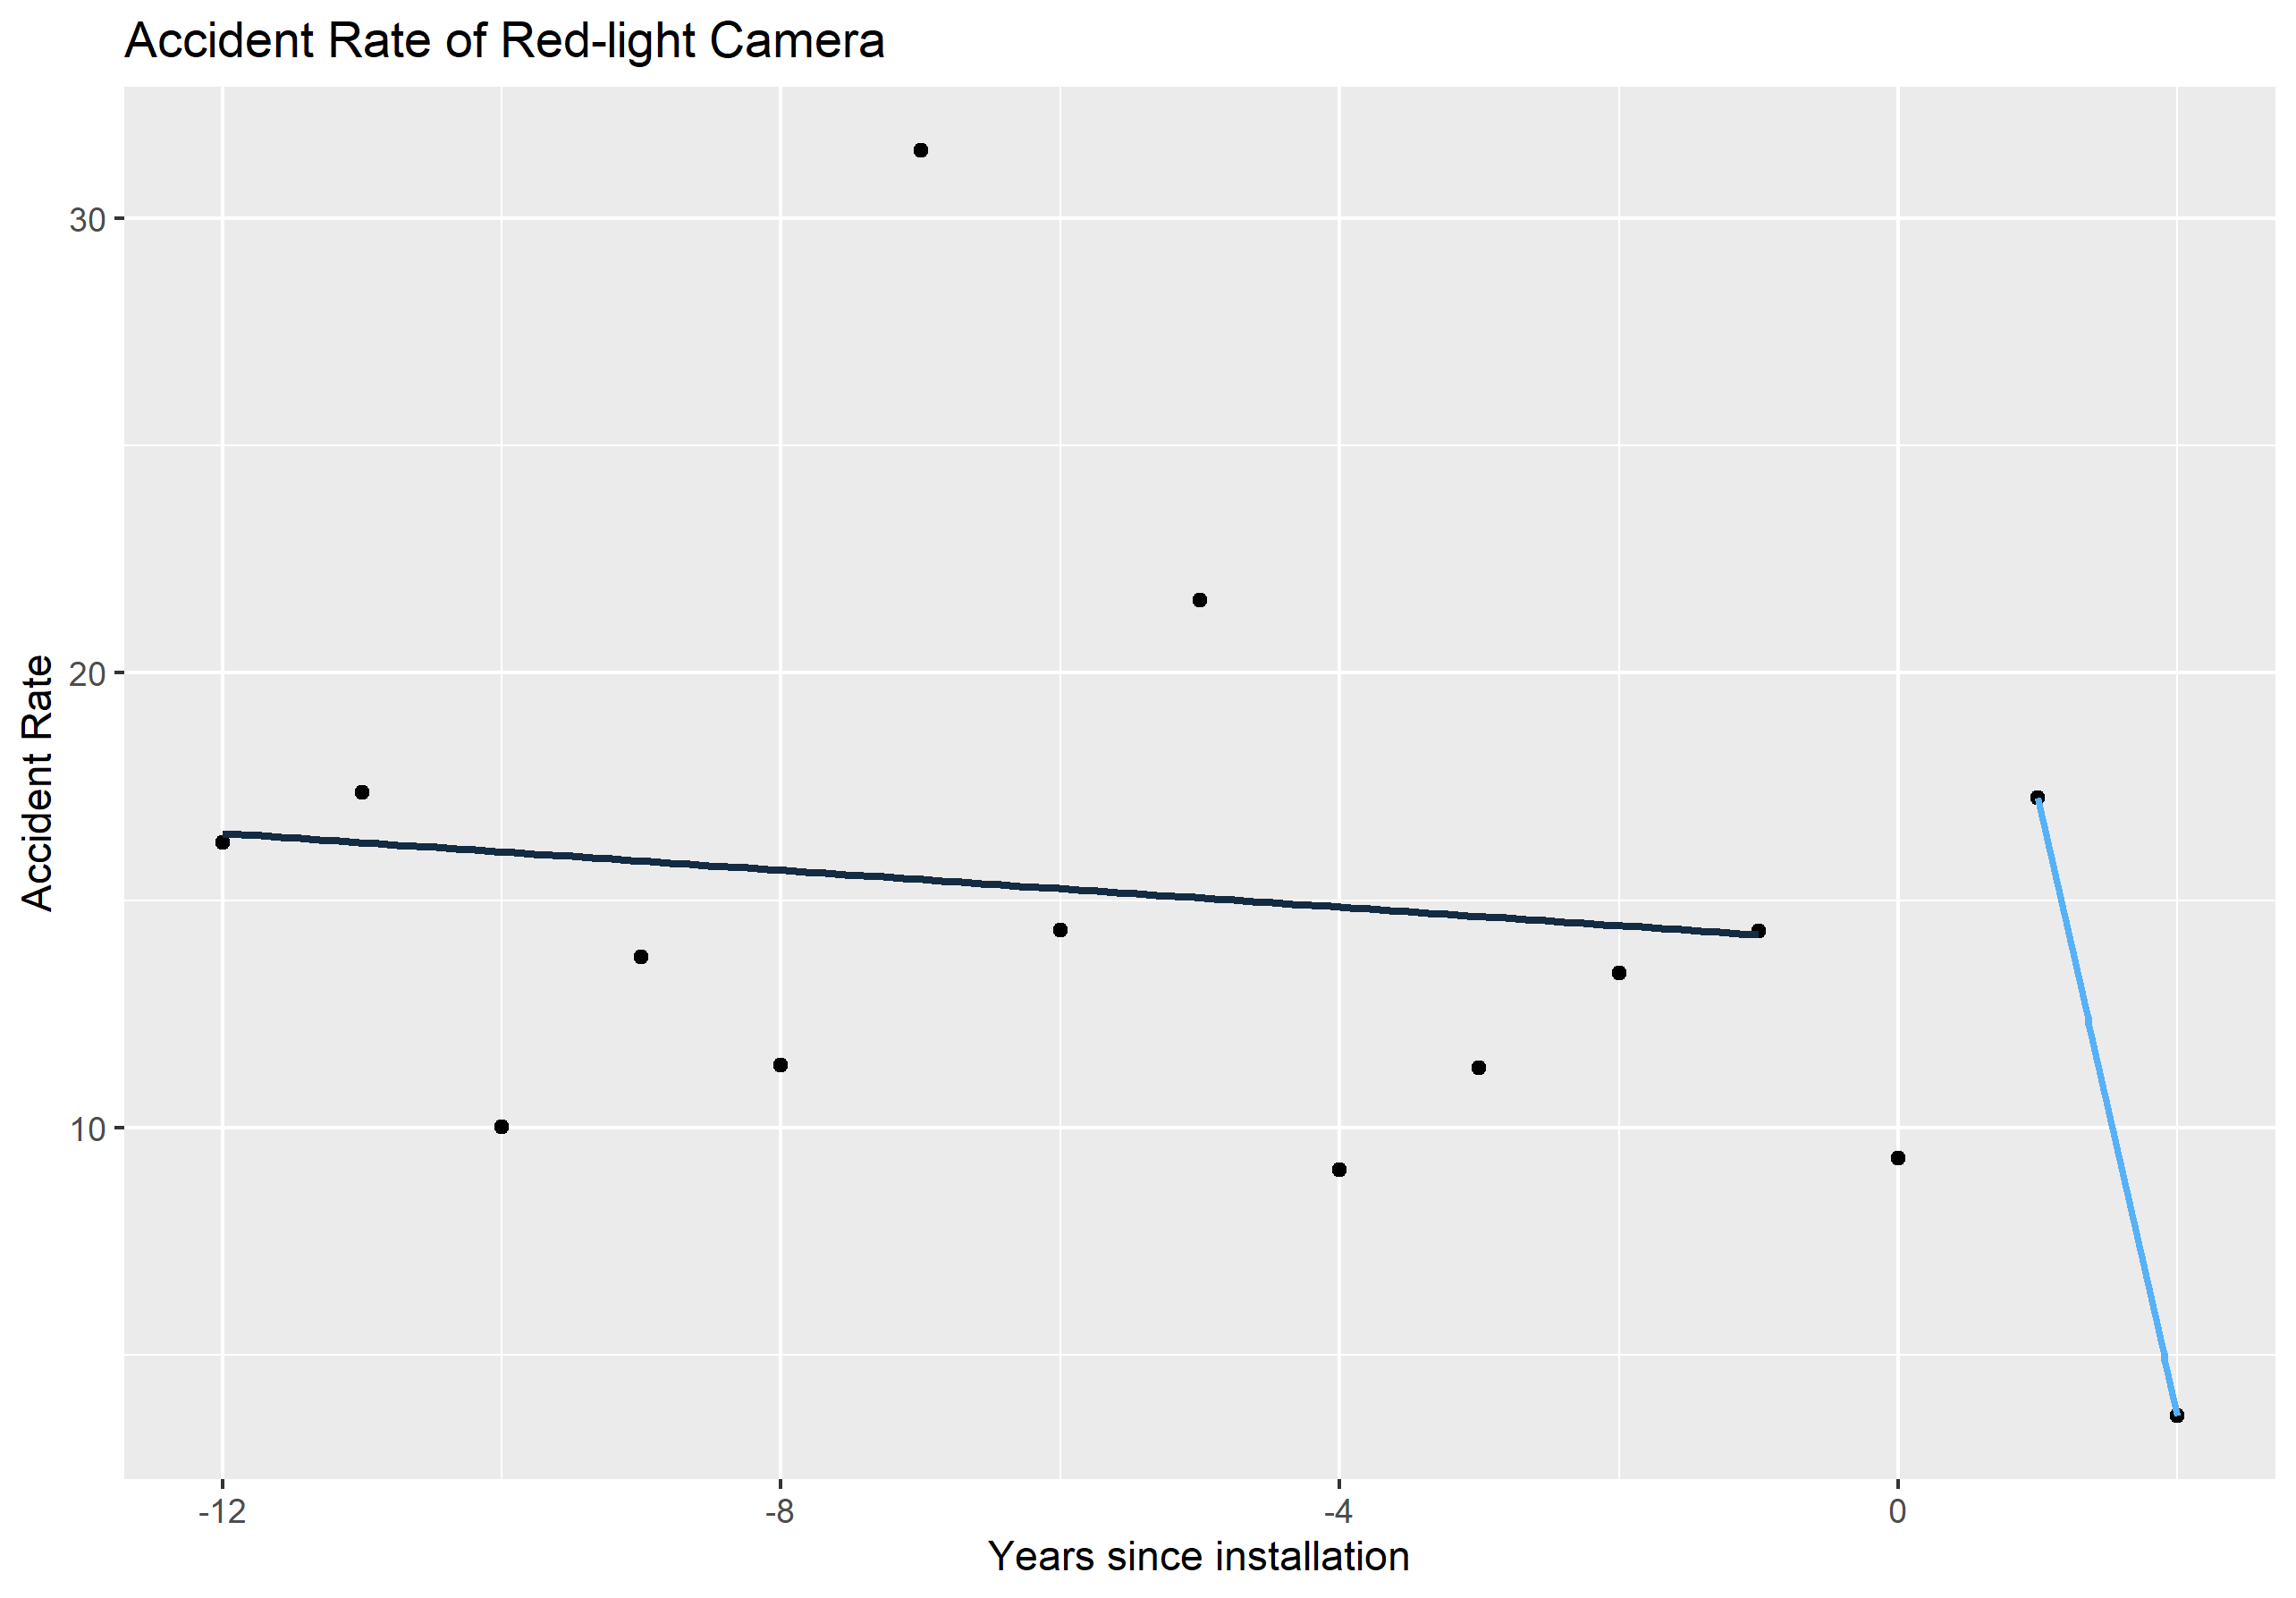 Accident Rate of Red-light Camera
30
20
10
Accident Rate
-12
-8
-4
0
Years since installation